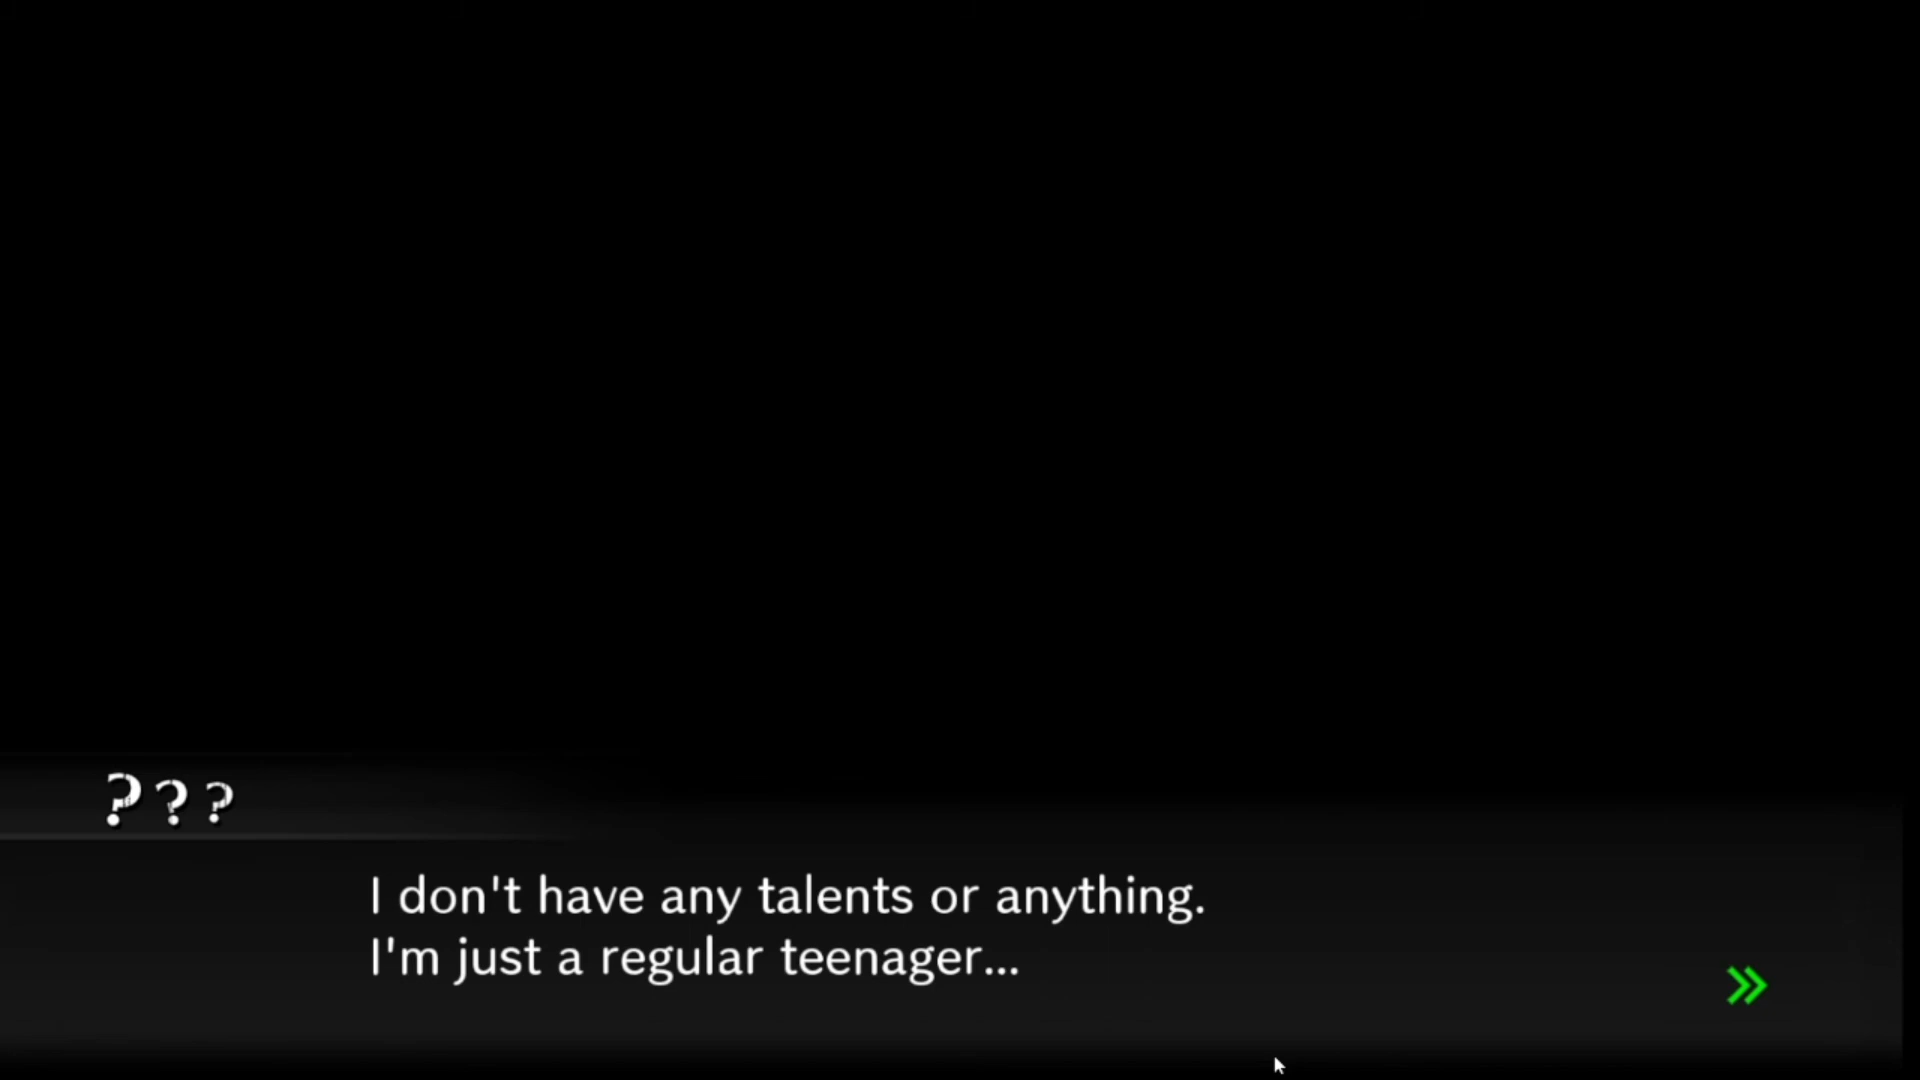 ???
I don't have any talents or anything.
I'm just a regular teenager...